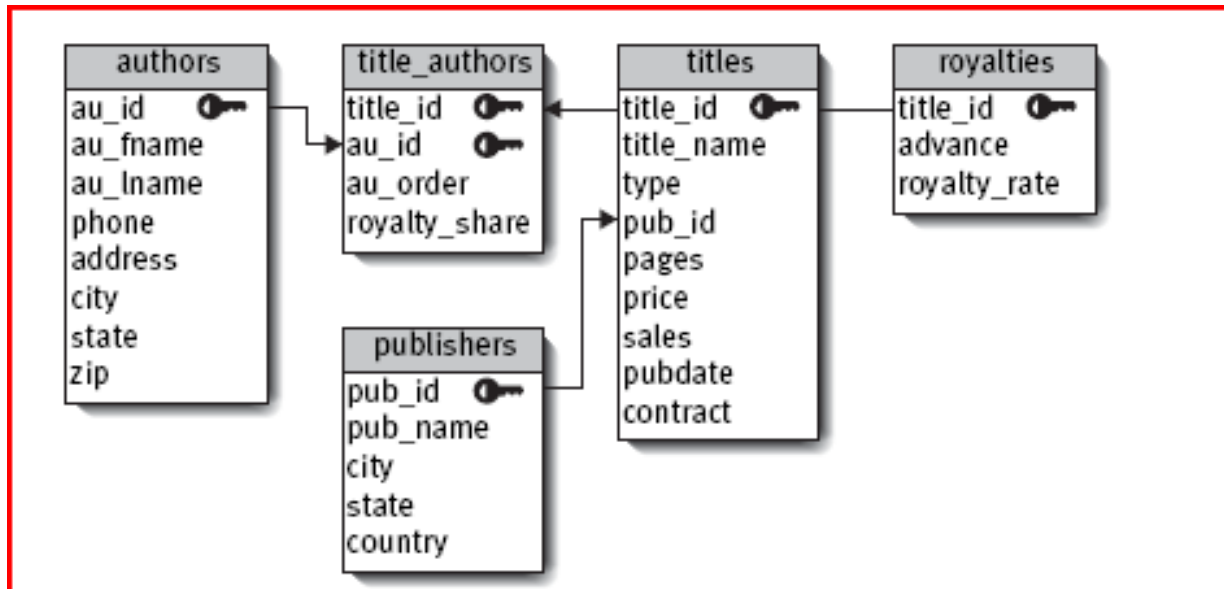 authors
au_id
au_fname
au_lname
phone
address
city
state
zip
title_authors
title_id
au_id
au_order
royalty_share
publishers
pub_id
pub_name
city
state
country
titles
title_id
title_name
type
pub_id
pages
price
sales
pubdate
contract
royalties
title_id
advance
royalty_rate